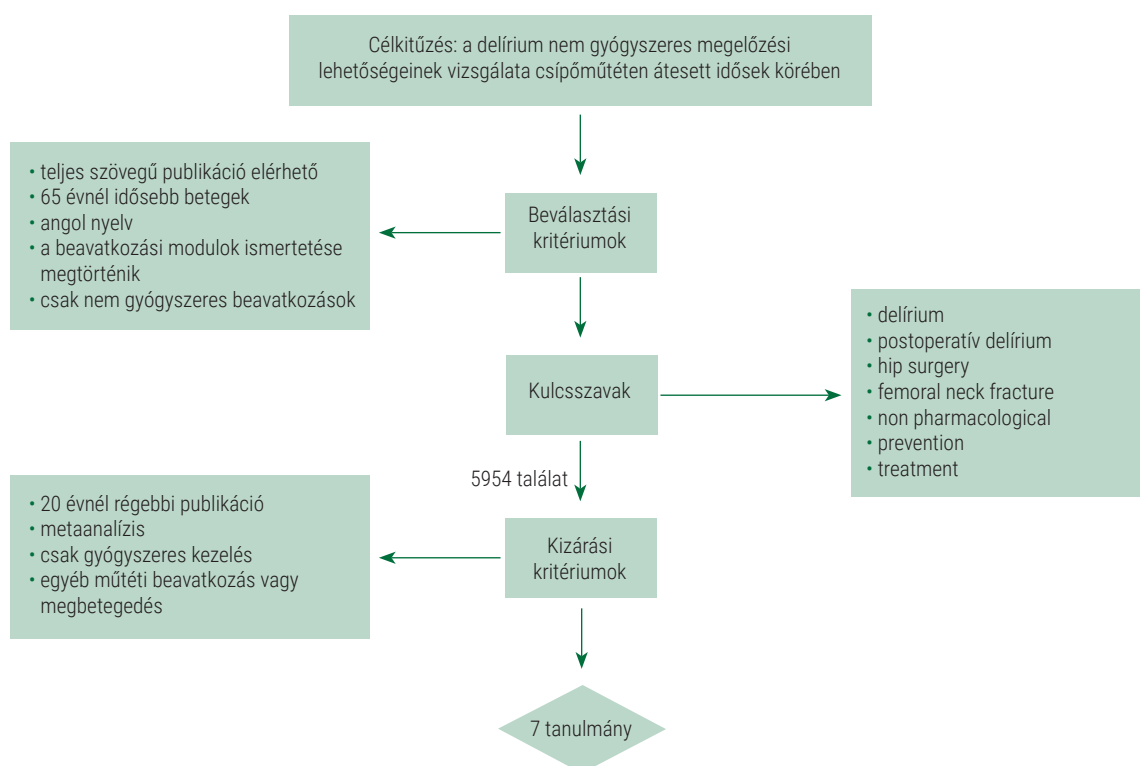 Célkitűzés: a delírium nem gyógyszeres megelőzési
lehetőségeinek vizsgálata csípőműtéten átesett idősek körében
• teljes szövegű publikáció elérhető
• 65 évnél idősebb betegek
• angol nyelv
• a beavatkozási modulok ismertetése
megtörténik
• csak nem gyógyszeres beavatkozások
Beválasztási
kritériumok
Kulcsszavak
• delírium
• postoperatív delírium
• hip surgery
• femoral neck fracture
• non pharmacological
• prevention
• treatment
5954 találat
• 20 évnél régebbi publikáció
• metaanalízis
• csak gyógyszeres kezelés
• egyéb műtéti beavatkozás vagy
megbetegedés
Kizárási
kritériumok
7 tanulmány